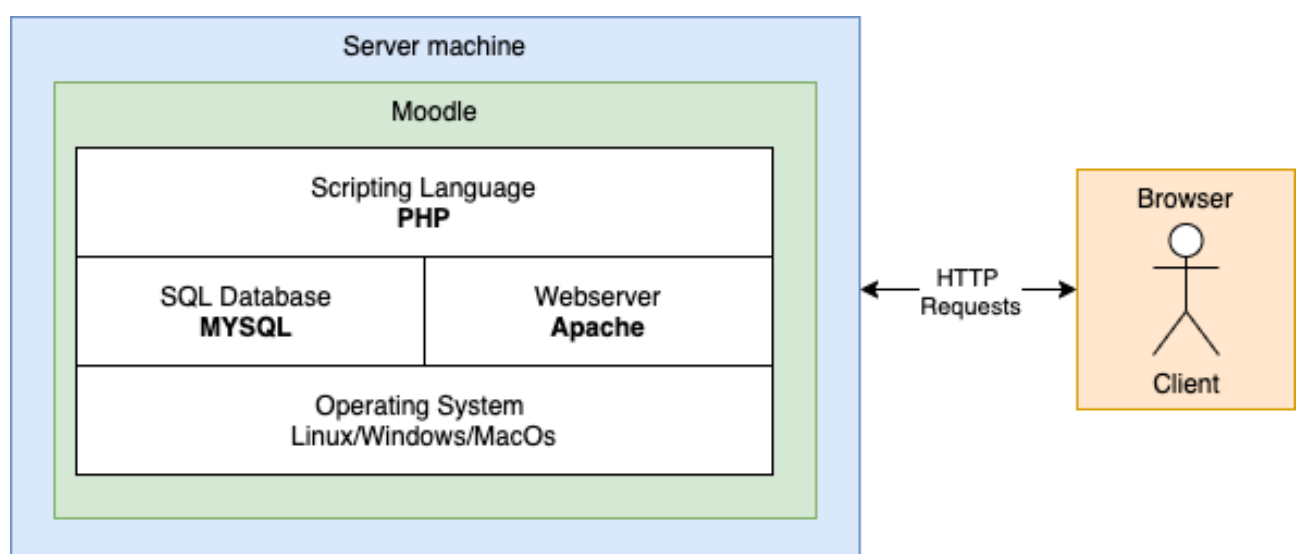 Server machine
Moodle
Scripting Language
PHP
SQL Database
MYSQL
Webserver
Apache
Operating System
Linux/Windows/MacOs
HTTP
Requests
Browser
Client